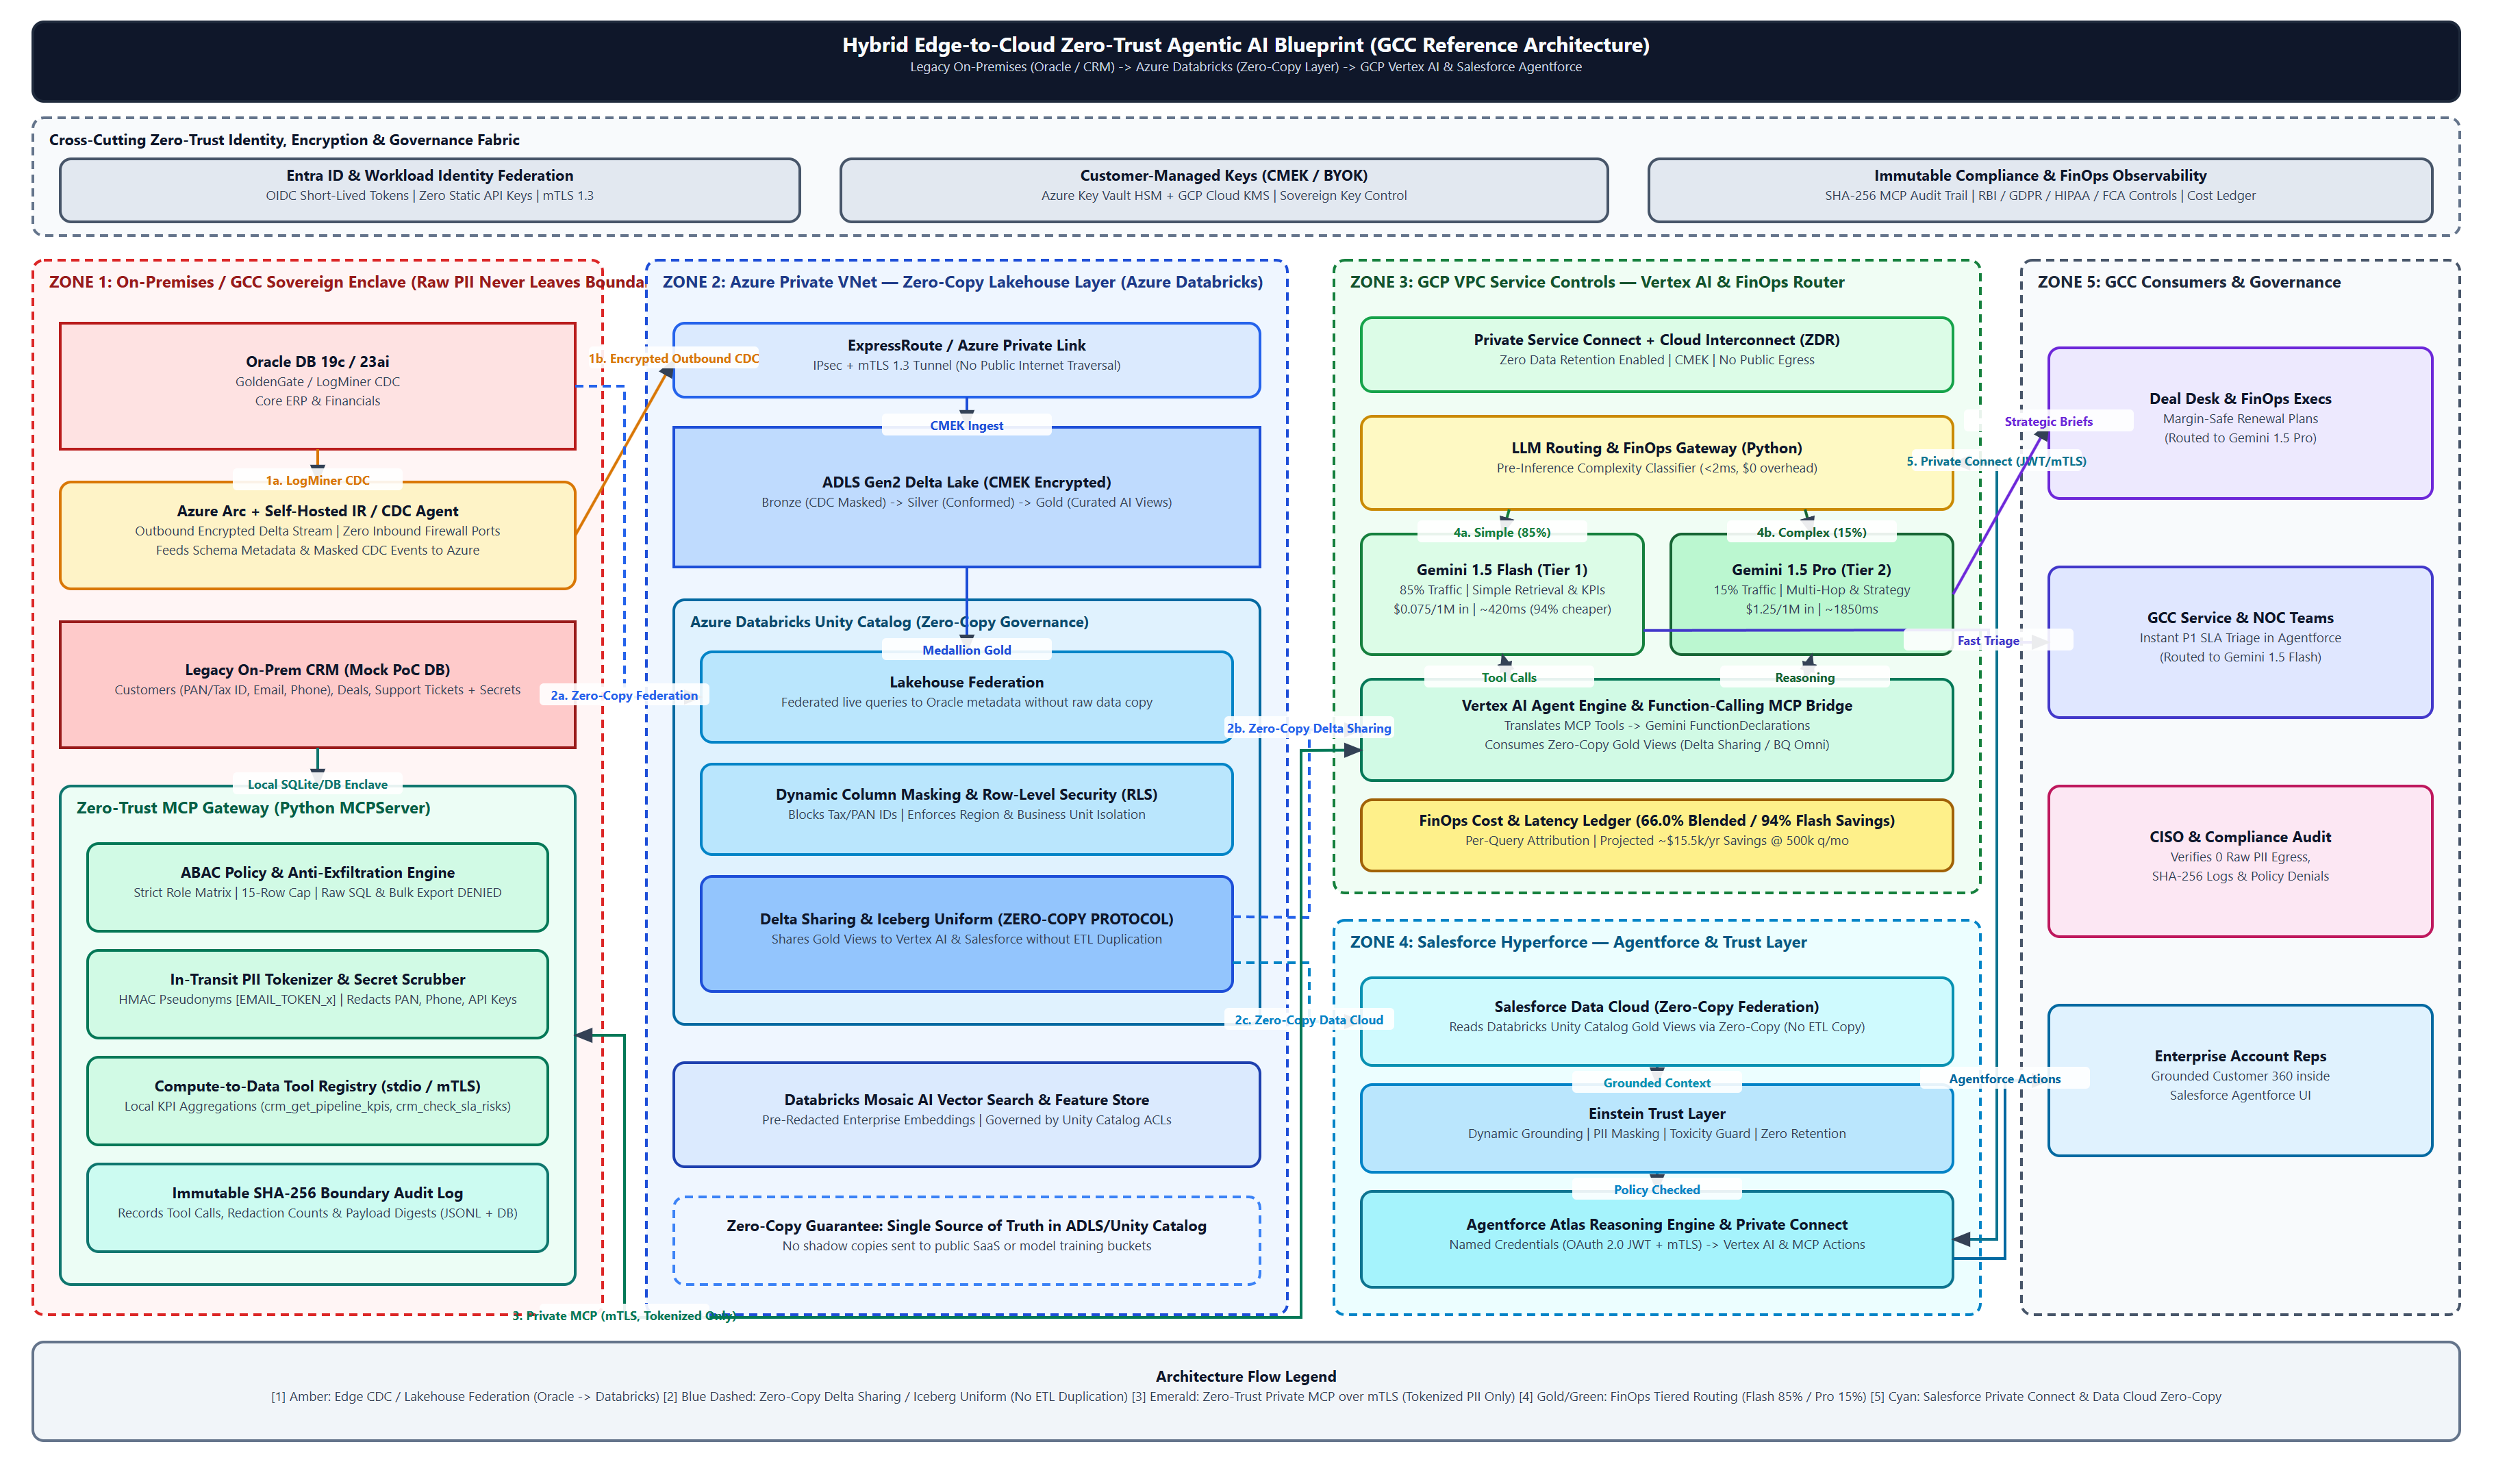 Hybrid Edge-to-Cloud Zero-Trust Agentic AI Blueprint (GCC Reference Architecture)
Legacy On-Premises (Oracle / CRM) -> Azure Databricks (Zero-Copy Layer) -> GCP Vertex AI & Salesforce Agentforce
Cross-Cutting Zero-Trust Identity, Encryption & Governance Fabric
Entra ID & Workload Identity Federation
OIDC Short-Lived Tokens | Zero Static API Keys | mTLS 1.3
Customer-Managed Keys (CMEK / BYOK)
Azure Key Vault HSM + GCP Cloud KMS | Sovereign Key Control
Immutable Compliance & FinOps Observability
SHA-256 MCP Audit Trail | RBI / GDPR / HIPAA / FCA Controls | Cost Ledger
ZONE 1: On-Premises / GCC Sovereign Enclave (Raw PII Never Leaves Bounda
Oracle DB 19c / 23ai
GoldenGate / LogMiner CDC
Core ERP & Financials
1a. LogMiner CDC
Azure Arc + Self-Hosted IR / CDC Agent
Outbound Encrypted Delta Stream | Zero Inbound Firewall Ports
Feeds Schema Metadata & Masked CDC Events to Azure
Legacy On-Prem CRM (Mock PoC DB)
Customers (PAN/Tax ID, Email, Phone), Deals, Support Tickets + Secrets
Local SQLite/DB Enclave
Zero-Trust MCP Gateway (Python MCPServer)
ABAC Policy & Anti-Exfiltration Engine
Strict Role Matrix | 15-Row Cap | Raw SQL & Bulk Export DENIED
In-Transit PII Tokenizer & Secret Scrubber
HMAC Pseudonyms [EMAIL_TOKEN_x] | Redacts PAN, Phone, API Keys
Compute-to-Data Tool Registry (stdio / mTLS)
Local KPI Aggregations (crm_get_pipeline_kpis, crm_check_sla_risks)
Immutable SHA-256 Boundary Audit Log
Records Tool Calls, Redaction Counts & Payload Digests (JSONL + DB)
1b. Encrypted Outbound CDC
2a. Zero-Copy Federation
3. Private MCP (mTLS, Tokenized Only)
ZONE 2: Azure Private VNet — Zero-Copy Lakehouse Layer (Azure Databricks)
ExpressRoute / Azure Private Link
IPsec + mTLS 1.3 Tunnel (No Public Internet Traversal)
CMEK Ingest
ADLS Gen2 Delta Lake (CMEK Encrypted)
Bronze (CDC Masked) -> Silver (Conformed) -> Gold (Curated AI Views)
Azure Databricks Unity Catalog (Zero-Copy Governance)
Medallion Gold
Lakehouse Federation
Federated live queries to Oracle metadata without raw data copy
Dynamic Column Masking & Row-Level Security (RLS)
Blocks Tax/PAN IDs | Enforces Region & Business Unit Isolation
Delta Sharing & Iceberg Uniform (ZERO-COPY PROTOCOL)
Shares Gold Views to Vertex AI & Salesforce without ETL Duplication
Databricks Mosaic AI Vector Search & Feature Store
Pre-Redacted Enterprise Embeddings | Governed by Unity Catalog ACLs
Zero-Copy Guarantee: Single Source of Truth in ADLS/Unity Catalog
No shadow copies sent to public SaaS or model training buckets
2b. Zero-Copy Delta Sharing
2c. Zero-Copy Data Cloud
ZONE 3: GCP VPC Service Controls — Vertex AI & FinOps Router
Private Service Connect + Cloud Interconnect (ZDR)
Zero Data Retention Enabled | CMEK | No Public Egress
LLM Routing & FinOps Gateway (Python)
Pre-Inference Complexity Classifier (<2ms, $0 overhead)
4a. Simple (85%)
4b. Complex (15%)
Gemini 1.5 Flash (Tier 1)
85% Traffic | Simple Retrieval & KPIs
$0.075/1M in | ~420ms (94% cheaper)
Gemini 1.5 Pro (Tier 2)
15% Traffic | Multi-Hop & Strategy
$1.25/1M in | ~1850ms
Tool Calls
Reasoning
Vertex AI Agent Engine & Function-Calling MCP Bridge
Translates MCP Tools -> Gemini FunctionDeclarations
Consumes Zero-Copy Gold Views (Delta Sharing / BQ Omni)
FinOps Cost & Latency Ledger (66.0% Blended / 94% Flash Savings)
Per-Query Attribution | Projected ~$15.5k/yr Savings @ 500k q/mo
ZONE 4: Salesforce Hyperforce — Agentforce & Trust Layer
Salesforce Data Cloud (Zero-Copy Federation)
Reads Databricks Unity Catalog Gold Views via Zero-Copy (No ETL Copy)
Grounded Context
Einstein Trust Layer
Dynamic Grounding | PII Masking | Toxicity Guard | Zero Retention
Policy Checked
Agentforce Atlas Reasoning Engine & Private Connect
Named Credentials (OAuth 2.0 JWT + mTLS) -> Vertex AI & MCP Actions
Strategic Briefs
5. Private Connect (JWT/mTLS)
Fast Triage
Agentforce Actions
ZONE 5: GCC Consumers & Governance
Deal Desk & FinOps Execs
Margin-Safe Renewal Plans
(Routed to Gemini 1.5 Pro)
GCC Service & NOC Teams
Instant P1 SLA Triage in Agentforce
(Routed to Gemini 1.5 Flash)
CISO & Compliance Audit
Verifies 0 Raw PII Egress,
SHA-256 Logs & Policy Denials
Enterprise Account Reps
Grounded Customer 360 inside
Salesforce Agentforce UI
Architecture Flow Legend
[1] Amber: Edge CDC / Lakehouse Federation (Oracle -> Databricks) [2] Blue Dashed: Zero-Copy Delta Sharing / Iceberg Uniform (No ETL Duplication) [3] Emerald: Zero-Trust Private MCP over mTLS (Tokenized PII Only) [4] Gold/Green: FinOps Tiered Routing (Flash 85% / Pro 15%) [5] Cyan: Salesforce Private Connect & Data Cloud Zero-Copy